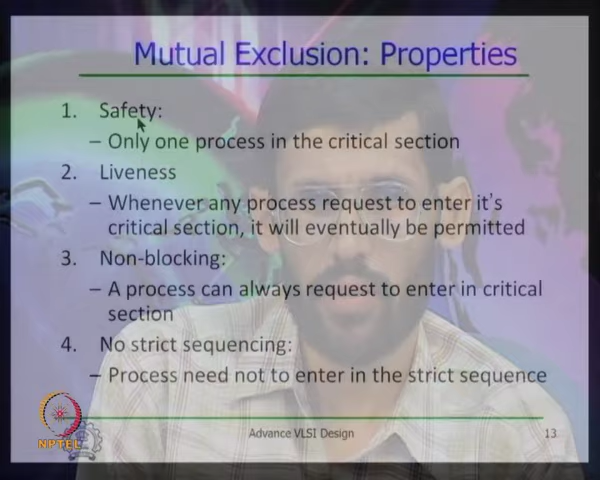 Mutual Exclusion: Properties
1. Safety:
– Only one process in the critical section
2. Liveness
– Whenever any process request to enter it's
critical section, it will eventually be permitted
3. Non-blocking:
– A process can always request to enter in critical
section
4. No strict sequencing:
– Process need not to enter in the strict sequence
NPTEL
Advance VLSI Design
13